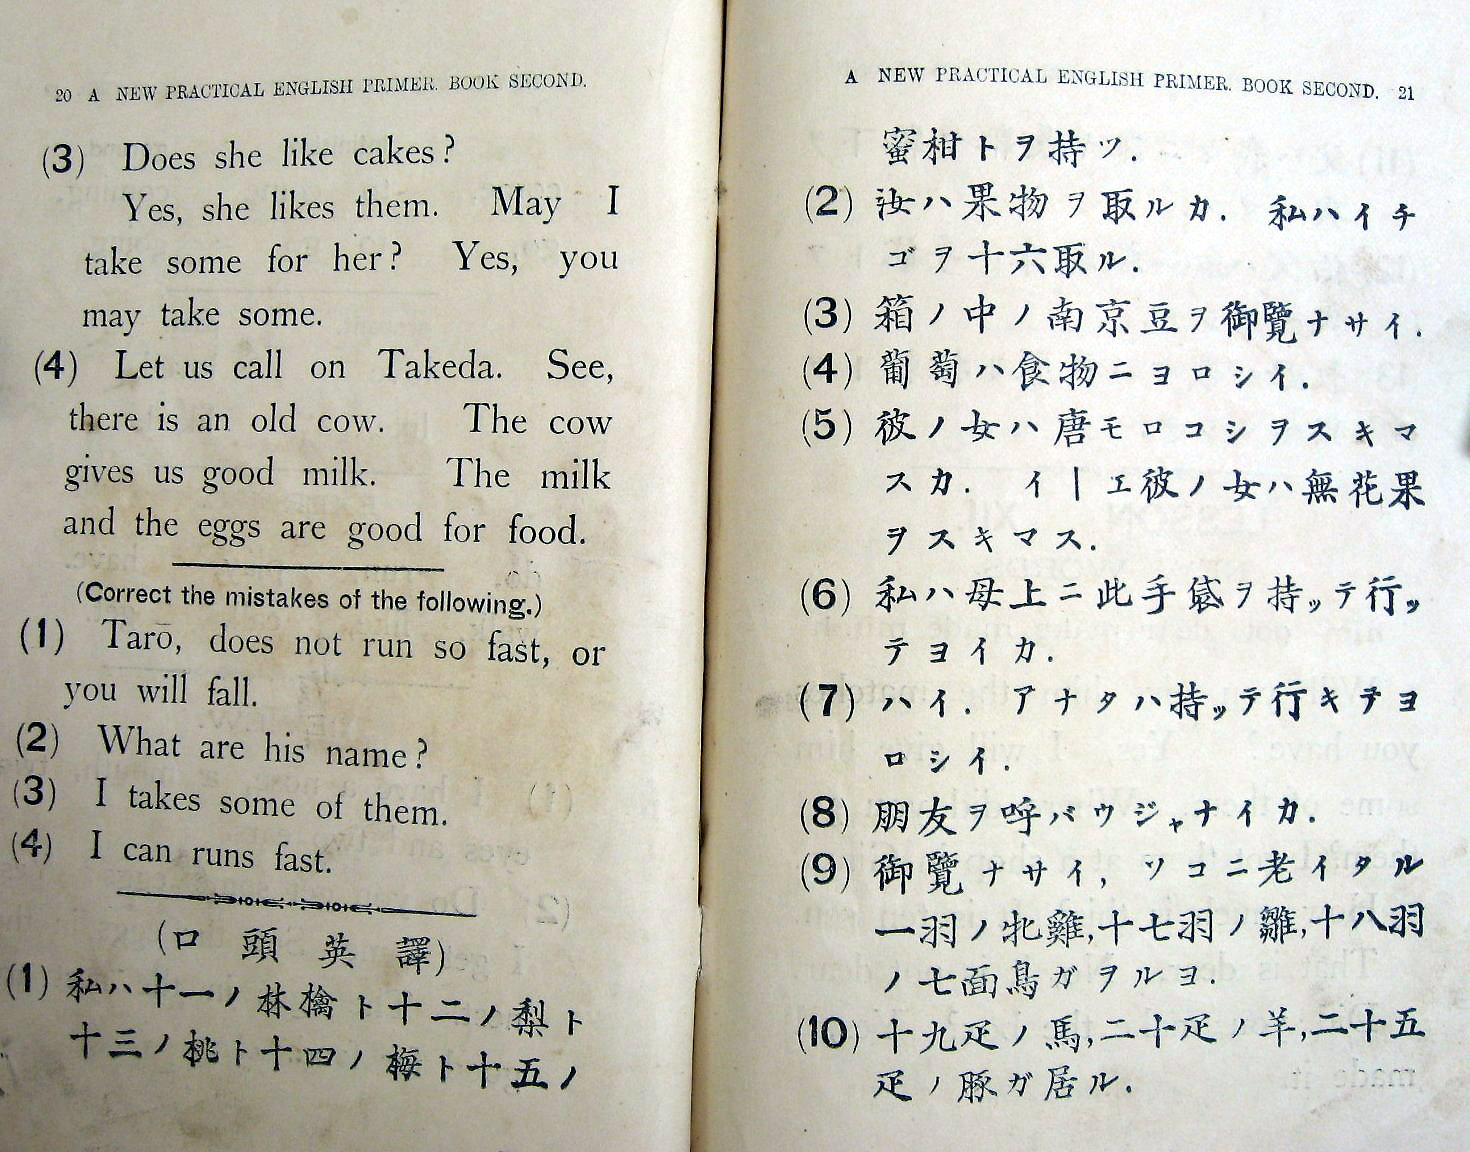 20 A NEW PRACTICAL ENGLISH PRIMER. BOOK SECOND.
(3) Does she like cakes?
Yes, she likes them. May I
take some for her? Yes, you
may take some.
(4) Let us call on Takeda. See,
there is an old cow. The cow
gives us good milk. The milk
and the eggs are good for food.
(Correct the mistakes of the following.)
(1) Tarō, does not run so fast, or
you will fall.
(2) What are his name?
(3) I takes some of them.
(4) I can runs fast.
(口頭英譯)
(1) 私ハ十一ノ林檎ト十二ノ梨ト
十三ノ桃ト十四ノ梅ト十五ノ
A NEW PRACTICAL ENGLISH PRIMER. BOOK SECOND. 21
蜜柑トヲ持ツ.
(2) 汝ハ果物ヲ取ルカ. 私ハイチ
ゴヲ十六取ル.
(3) 箱ノ中ノ南京豆ヲ御覽ナサイ.
(4) 葡萄ハ食物ニヨロシイ.
(5) 彼ノ女ハ唐モロコシヲスキマ
スカ. イーエ彼ノ女ハ無花果
ヲスキマス.
(6) 私ハ母上ニ此手袋ヲ持ッテ行ッ
テヨイカ.
(7) ハイ. アナタハ持ッテ行キテヨ
ロシイ.
(8) 朋友ヲ呼バウジャナイカ.
(9) 御覽ナサイ, ソコニ老イタル
一羽ノ牝雞,十七羽ノ雛,十八羽
ノ七面鳥ガヲルヨ.
(10) 十九疋ノ馬,二十疋ノ羊,二十五
疋ノ豚ガ居ル.